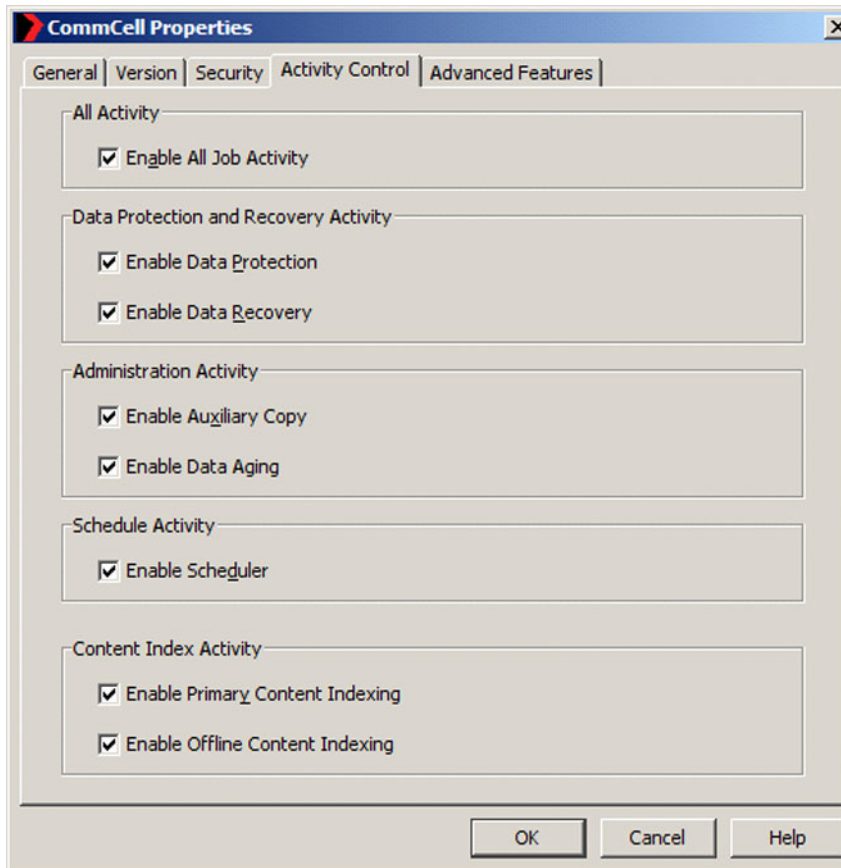 CommCell Properties
General Version Security Activity Control Advanced Features
All Activity
Enable All Job Activity
Data Protection and Recovery Activity
Enable Data Protection
Enable Data Recovery
Administration Activity
Enable Auxiliary Copy
Enable Data Aging
Schedule Activity
Enable Scheduler
Content Index Activity
Enable Primary Content Indexing
Enable Offline Content Indexing
OK Cancel Help